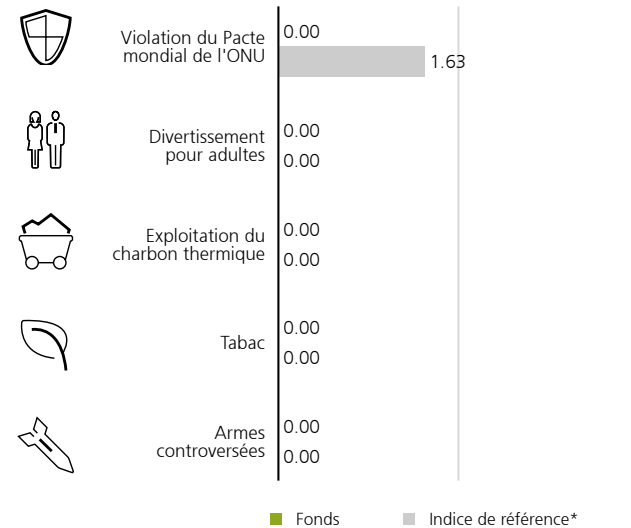 Violation du Pacte
mondial de l'ONU
0.00
1.63
Divertissement
pour adultes
0.00
0.00
Exploitation du
charbon thermique
0.00
0.00
Tabac
0.00
0.00
Armes
controversées
0.00
0.00
Fonds
Indice de référence*